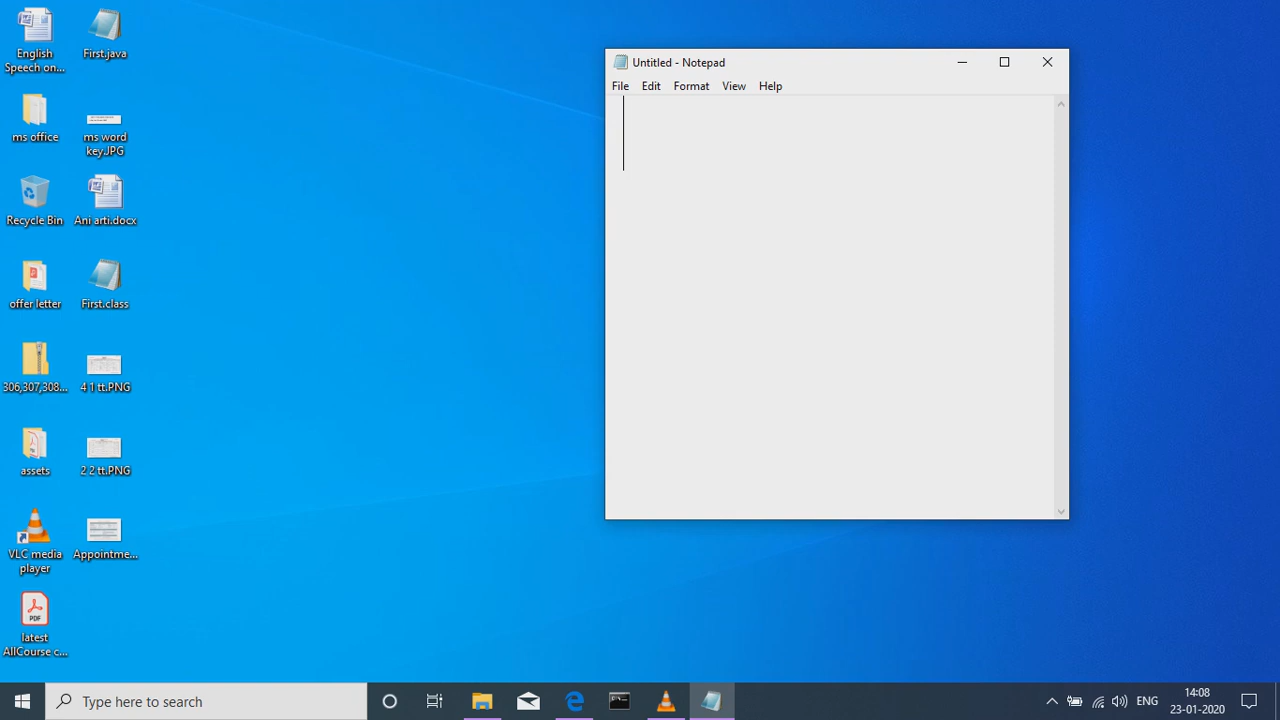 English
Speech on...
First.java
ms office
ms word
key.JPG
Recycle Bin
Ani arti.docx
offer letter
First.class
306,307,308...
4 1 tt.PNG
assets
2 2 tt.PNG
VLC media
player
Appointme...
PDF
latest
AllCourse c...
Untitled - Notepad
File Edit Format View Help
Type here to search
ENG
14:08
23-01-2020